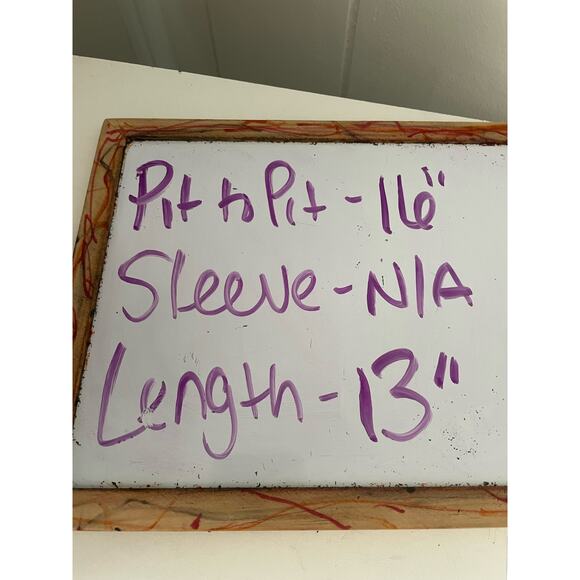 Pit to Pit - 16"
Sleeve - N/A
Length - 13"